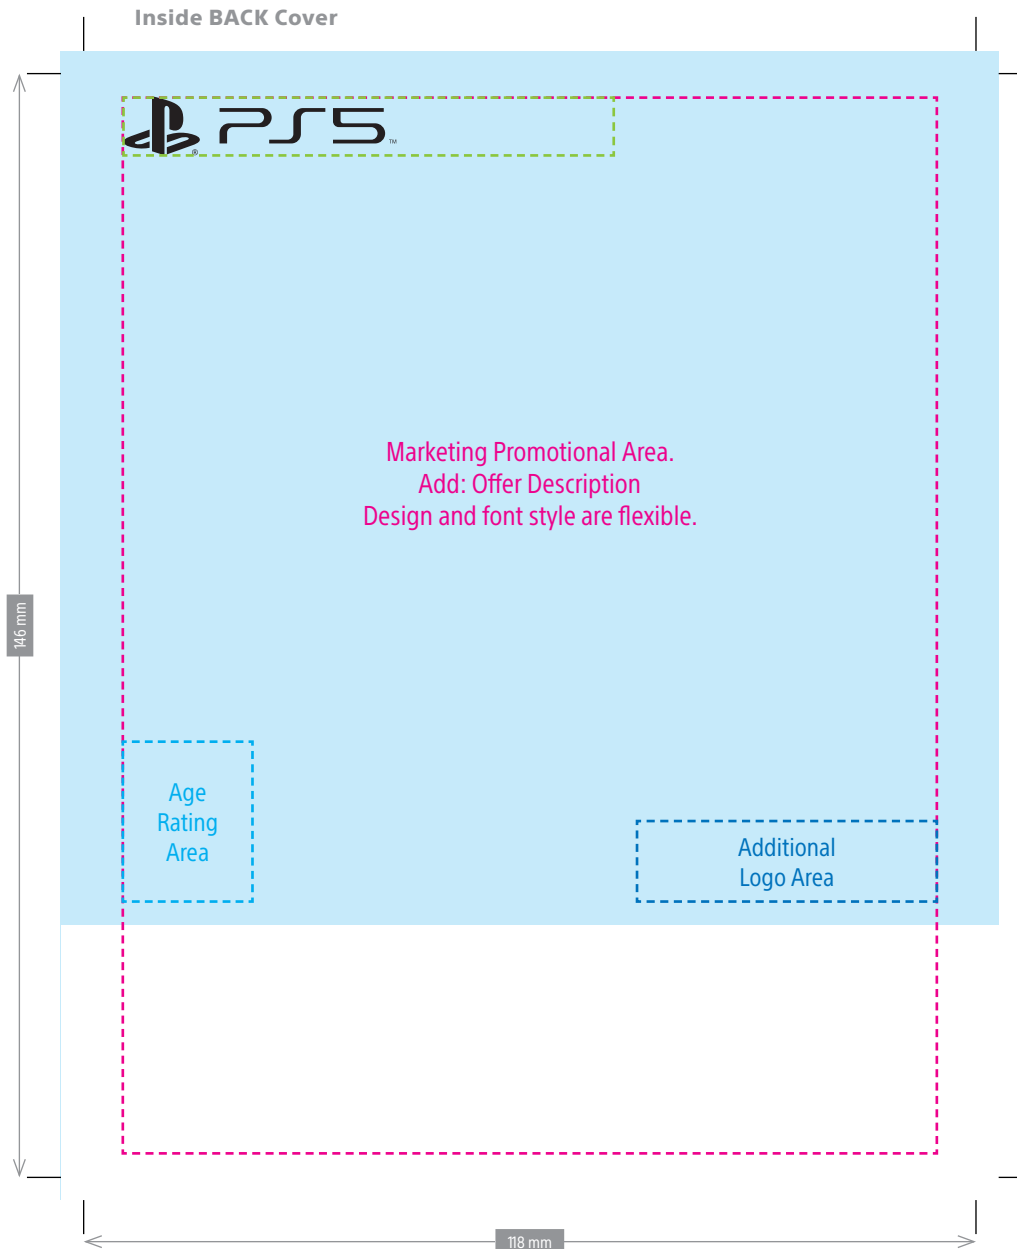 Inside BACK Cover
PS5™
®
Marketing Promotional Area.
Add: Offer Description
Design and font style are flexible.
146 mm
Age
Rating
Area
Additional
Logo Area
118 mm